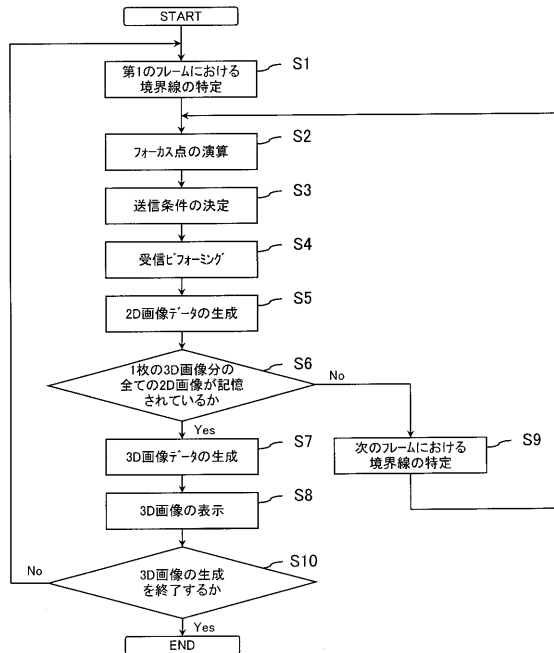 START
第1のフレームにおける
境界線の特定
S1
フォーカス点の演算
S2
送信条件の決定
S3
受信ビフォーミング
S4
2D画像データの生成
S5
1枚の3D画像分の
全ての2D画像が記憶
されているか
S6
No
Yes
3D画像データの生成
S7
次のフレームにおける
境界線の特定
S9
3D画像の表示
S8
3D画像の生成
を終了するか
S10
No
Yes
END